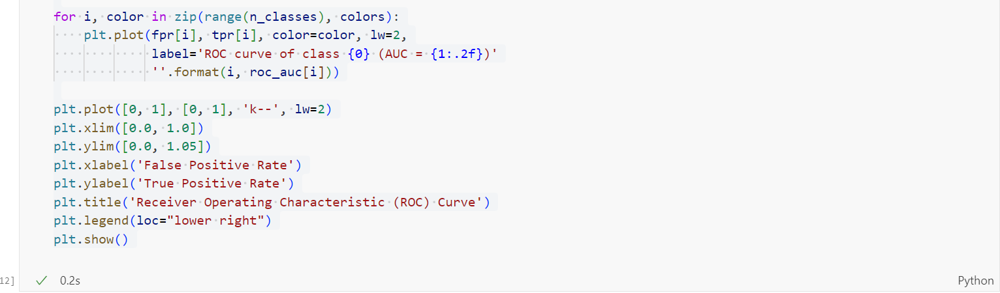 for i, color in zip(range(n_classes), colors):
    plt.plot(fpr[i], tpr[i], color=color, lw=2,
             label='ROC curve of class {0} (AUC = {1:.2f})'
             ''.format(i, roc_auc[i]))
plt.plot([0, 1], [0, 1], 'k--', lw=2)
plt.xlim([0.0, 1.0])
plt.ylim([0.0, 1.05])
plt.xlabel('False Positive Rate')
plt.ylabel('True Positive Rate')
plt.title('Receiver Operating Characteristic (ROC) Curve')
plt.legend(loc="lower right")
plt.show()
12] 0.2s Python